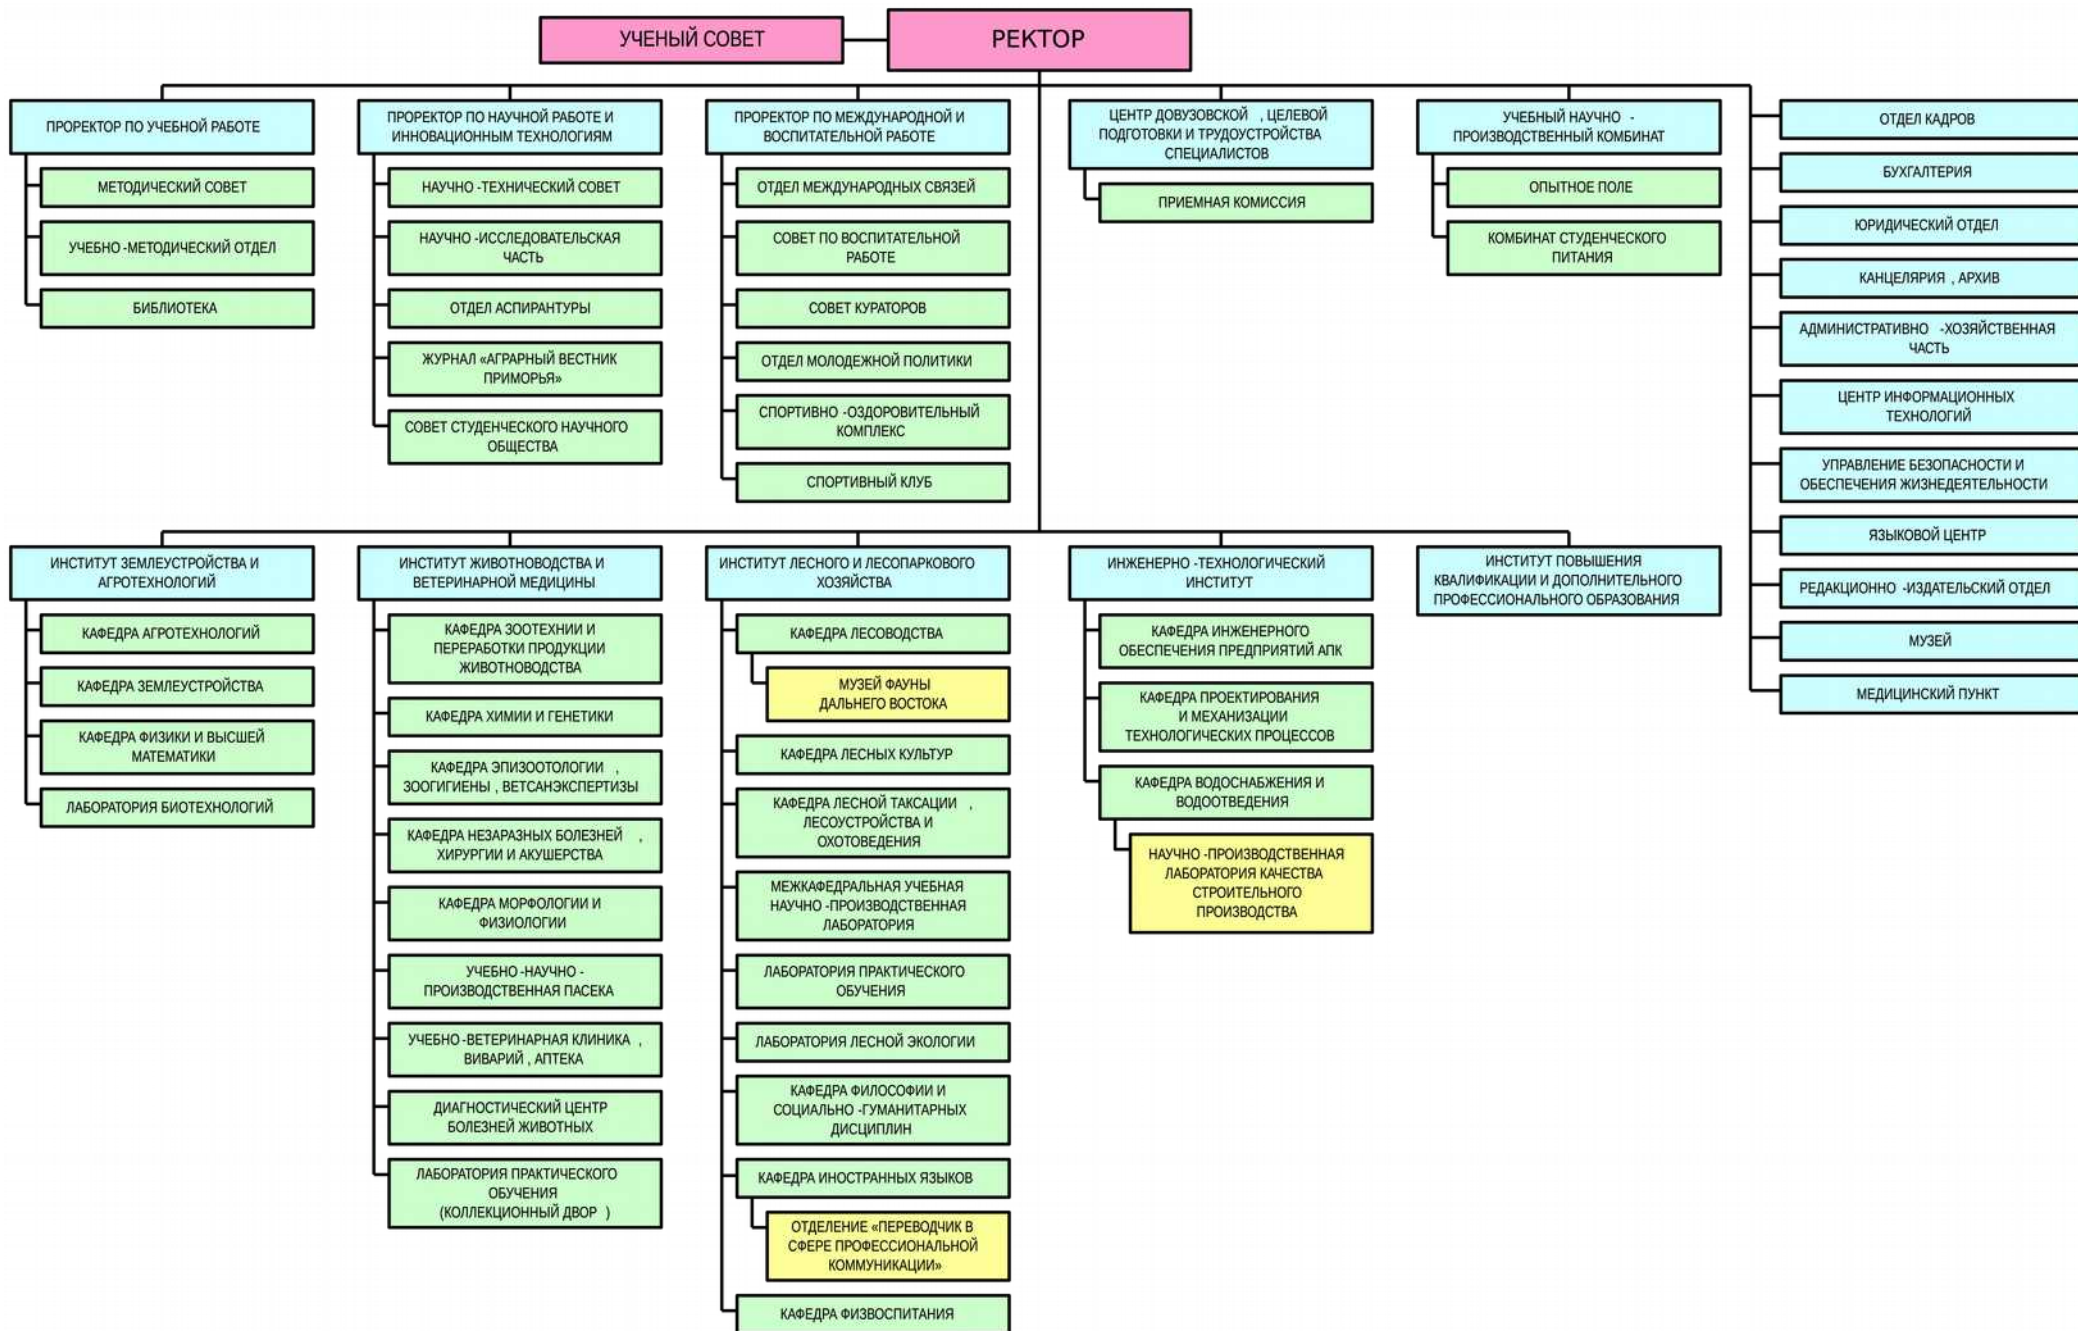 УЧЕНЫЙ СОВЕТ
РЕКТОР
ПРОРЕКТОР ПО УЧЕБНОЙ РАБОТЕ
МЕТОДИЧЕСКИЙ СОВЕТ
УЧЕБНО -МЕТОДИЧЕСКИЙ ОТДЕЛ
БИБЛИОТЕКА
ПРОРЕКТОР ПО НАУЧНОЙ РАБОТЕ И
ИННОВАЦИОННЫМ ТЕХНОЛОГИЯМ
НАУЧНО -ТЕХНИЧЕСКИЙ СОВЕТ
НАУЧНО -ИССЛЕДОВАТЕЛЬСКАЯ
ЧАСТЬ
ОТДЕЛ АСПИРАНТУРЫ
ЖУРНАЛ «АГРАРНЫЙ ВЕСТНИК
ПРИМОРЬЯ»
СОВЕТ СТУДЕНЧЕСКОГО НАУЧНОГО
ОБЩЕСТВА
ПРОРЕКТОР ПО МЕЖДУНАРОДНОЙ И
ВОСПИТАТЕЛЬНОЙ РАБОТЕ
ОТДЕЛ МЕЖДУНАРОДНЫХ СВЯЗЕЙ
СОВЕТ ПО ВОСПИТАТЕЛЬНОЙ
РАБОТЕ
СОВЕТ КУРАТОРОВ
ОТДЕЛ МОЛОДЕЖНОЙ ПОЛИТИКИ
СПОРТИВНО -ОЗДОРОВИТЕЛЬНЫЙ
КОМПЛЕКС
СПОРТИВНЫЙ КЛУБ
ЦЕНТР ДОВУЗОВСКОЙ , ЦЕЛЕВОЙ
ПОДГОТОВКИ И ТРУДОУСТРОЙСТВА
СПЕЦИАЛИСТОВ
ПРИЕМНАЯ КОМИССИЯ
УЧЕБНЫЙ НАУЧНО -
ПРОИЗВОДСТВЕННЫЙ КОМБИНАТ
ОПЫТНОЕ ПОЛЕ
КОМБИНАТ СТУДЕНЧЕСКОГО
ПИТАНИЯ
ОТДЕЛ КАДРОВ
БУХГАЛТЕРИЯ
ЮРИДИЧЕСКИЙ ОТДЕЛ
КАНЦЕЛЯРИЯ , АРХИВ
АДМИНИСТРАТИВНО -ХОЗЯЙСТВЕННАЯ
ЧАСТЬ
ЦЕНТР ИНФОРМАЦИОННЫХ
ТЕХНОЛОГИЙ
УПРАВЛЕНИЕ БЕЗОПАСНОСТИ И
ОБЕСПЕЧЕНИЯ ЖИЗНЕДЕЯТЕЛЬНОСТИ
ЯЗЫКОВОЙ ЦЕНТР
РЕДАКЦИОННО -ИЗДАТЕЛЬСКИЙ ОТДЕЛ
МУЗЕЙ
МЕДИЦИНСКИЙ ПУНКТ
ИНСТИТУТ ЗЕМЛЕУСТРОЙСТВА И
АГРОТЕХНОЛОГИЙ
КАФЕДРА АГРОТЕХНОЛОГИЙ
КАФЕДРА ЗЕМЛЕУСТРОЙСТВА
КАФЕДРА ФИЗИКИ И ВЫСШЕЙ
МАТЕМАТИКИ
ЛАБОРАТОРИЯ БИОТЕХНОЛОГИЙ
ИНСТИТУТ ЖИВОТНОВОДСТВА И
ВЕТЕРИНАРНОЙ МЕДИЦИНЫ
КАФЕДРА ЗООТЕХНИИ И
ПЕРЕРАБОТКИ ПРОДУКЦИИ
ЖИВОТНОВОДСТВА
КАФЕДРА ХИМИИ И ГЕНЕТИКИ
КАФЕДРА ЭПИЗООТОЛОГИИ ,
ЗООГИГИЕНЫ , ВЕТСАНЭКСПЕРТИЗЫ
КАФЕДРА НЕЗАРАЗНЫХ БОЛЕЗНЕЙ ,
ХИРУРГИИ И АКУШЕРСТВА
КАФЕДРА МОРФОЛОГИИ И
ФИЗИОЛОГИИ
УЧЕБНО -НАУЧНО -
ПРОИЗВОДСТВЕННАЯ ПАСЕКА
УЧЕБНО -ВЕТЕРИНАРНАЯ КЛИНИКА ,
ВИВАРИЙ , АПТЕКА
ДИАГНОСТИЧЕСКИЙ ЦЕНТР
БОЛЕЗНЕЙ ЖИВОТНЫХ
ЛАБОРАТОРИЯ ПРАКТИЧЕСКОГО
ОБУЧЕНИЯ
(КОЛЛЕКЦИОННЫЙ ДВОР )
ИНСТИТУТ ЛЕСНОГО И ЛЕСОПАРКОВОГО
ХОЗЯЙСТВА
КАФЕДРА ЛЕСОВОДСТВА
МУЗЕЙ ФАУНЫ
ДАЛЬНЕГО ВОСТОКА
КАФЕДРА ЛЕСНЫХ КУЛЬТУР
КАФЕДРА ЛЕСНОЙ ТАКСАЦИИ ,
ЛЕСОУСТРОЙСТВА И
ОХОТОВЕДЕНИЯ
МЕЖКАФЕДРАЛЬНАЯ УЧЕБНАЯ
НАУЧНО -ПРОИЗВОДСТВЕННАЯ
ЛАБОРАТОРИЯ
ЛАБОРАТОРИЯ ПРАКТИЧЕСКОГО
ОБУЧЕНИЯ
ЛАБОРАТОРИЯ ЛЕСНОЙ ЭКОЛОГИИ
КАФЕДРА ФИЛОСОФИИ И
СОЦИАЛЬНО -ГУМАНИТАРНЫХ
ДИСЦИПЛИН
КАФЕДРА ИНОСТРАННЫХ ЯЗЫКОВ
ОТДЕЛЕНИЕ «ПЕРЕВОДЧИК В
СФЕРЕ ПРОФЕССИОНАЛЬНОЙ
КОММУНИКАЦИИ»
КАФЕДРА ФИЗВОСПИТАНИЯ
ИНЖЕНЕРНО -ТЕХНОЛОГИЧЕСКИЙ
ИНСТИТУТ
КАФЕДРА ИНЖЕНЕРНОГО
ОБЕСПЕЧЕНИЯ ПРЕДПРИЯТИЙ АПК
КАФЕДРА ПРОЕКТИРОВАНИЯ
И МЕХАНИЗАЦИИ
ТЕХНОЛОГИЧЕСКИХ ПРОЦЕССОВ
КАФЕДРА ВОДОСНАБЖЕНИЯ И
ВОДООТВЕДЕНИЯ
НАУЧНО -ПРОИЗВОДСТВЕННАЯ
ЛАБОРАТОРИЯ КАЧЕСТВА
СТРОИТЕЛЬНОГО
ПРОИЗВОДСТВА
ИНСТИТУТ ПОВЫШЕНИЯ
КВАЛИФИКАЦИИ И ДОПОЛНИТЕЛЬНОГО
ПРОФЕССИОНАЛЬНОГО ОБРАЗОВАНИЯ